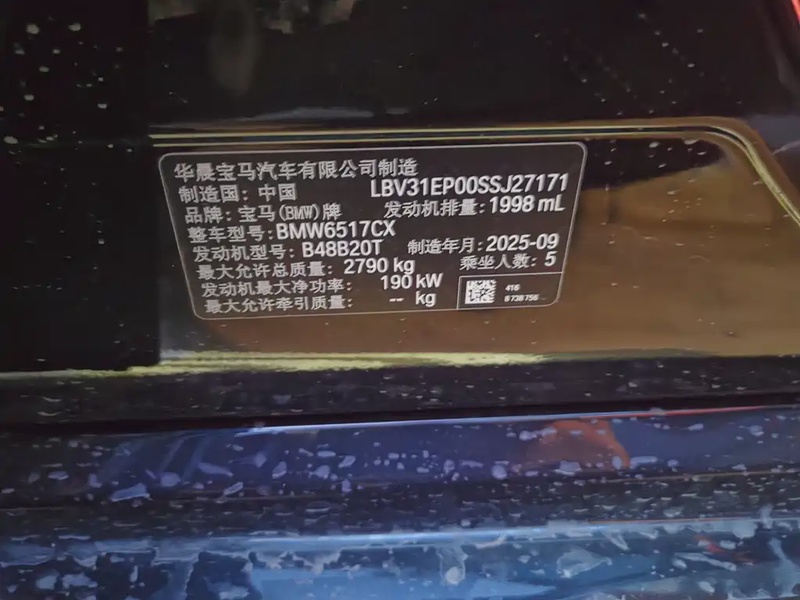 华晨宝马汽车有限公司制造
制造国：中国 LBV31EP00SSJ27171
品牌：宝马(BMW)牌 发动机排量：1998 mL
整车型号：BMW6517CX
发动机型号：B48B20T 制造年月：2025-09
最大允许总质量：2790 kg 乘坐人数：5
发动机最大净功率：190 kW
最大允许牵引质量：-- kg
416
8 738 756